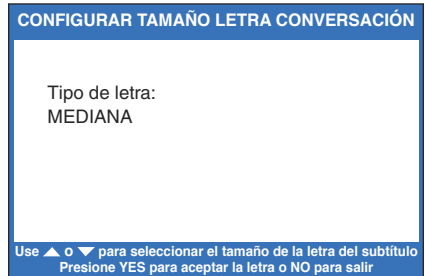 CONFIGURAR TAMAÑO LETRA CONVERSACIÓN
Tipo de letra:
MEDIANA
Use ▲ o ▼ para seleccionar el tamaño de la letra del subtítulo
Presione YES para aceptar la letra o NO para salir